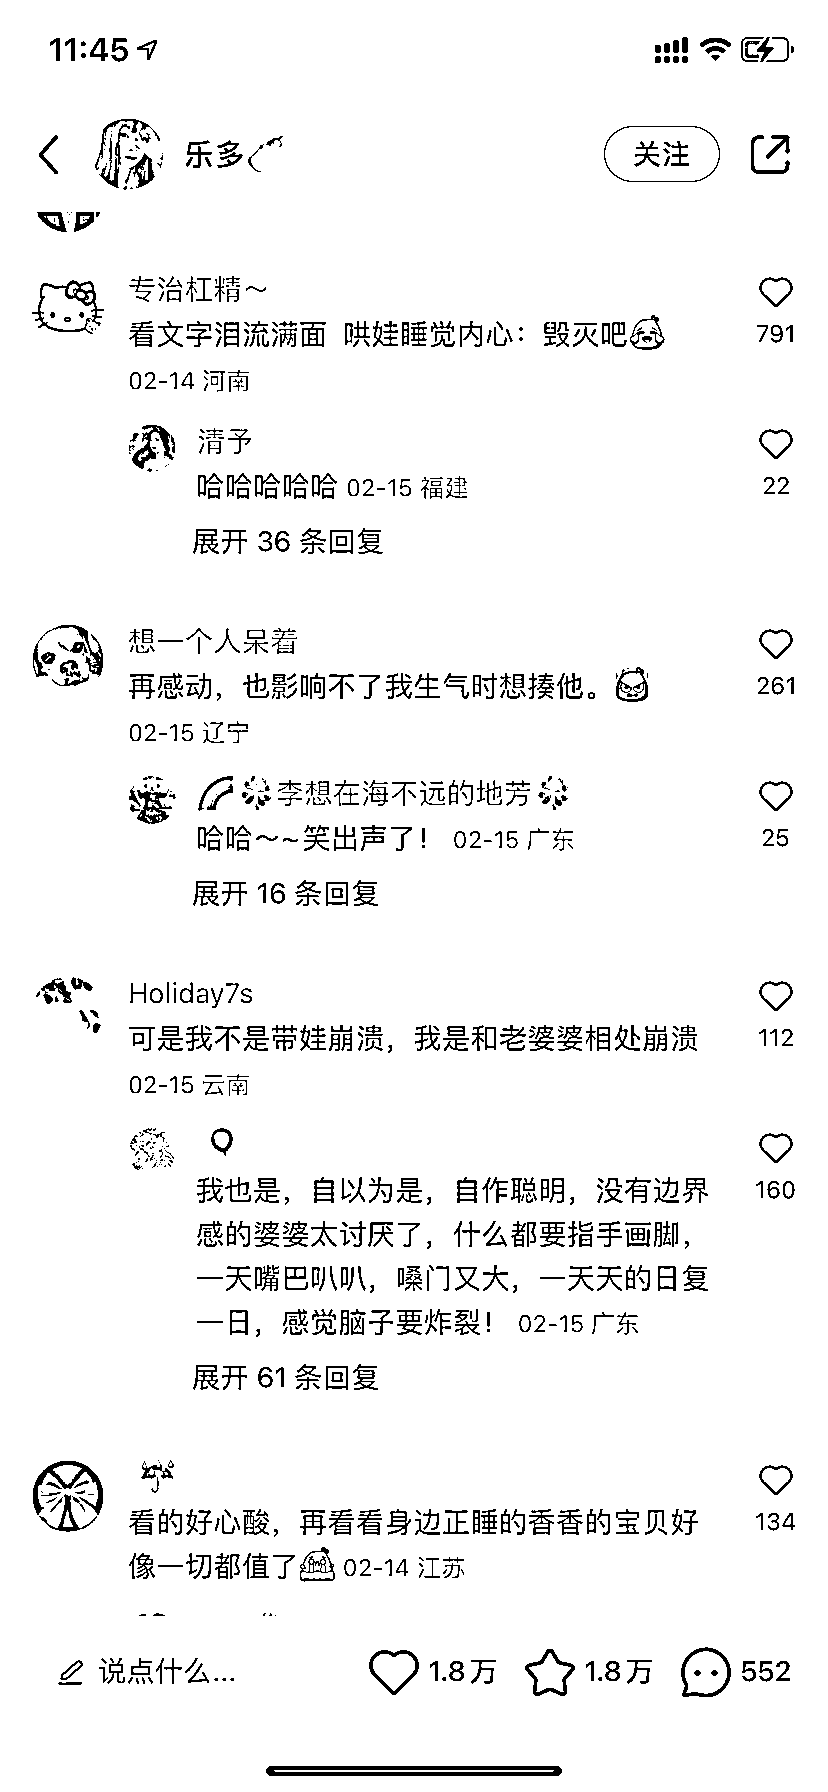 11:45
乐多
关注
专治杠精～
791
看文字泪流满面 哄娃睡觉内心：毁灭吧
02-14 河南
清予
22
哈哈哈哈哈 02-15 福建
展开 36 条回复
想一个人呆着
261
再感动，也影响不了我生气时想揍他。
02-15 辽宁
李想在海不远的地芳
25
哈哈～~笑出声了！ 02-15 广东
展开 16 条回复
Holiday7s
112
可是我不是带娃崩溃，我是和老婆婆相处崩溃
02-15 云南
160
我也是，自以为是，自作聪明，没有边界
感的婆婆太讨厌了，什么都要指手画脚，
一天嘴巴叭叭，嗓门又大，一天天的日复
一日，感觉脑子要炸裂！ 02-15 广东
展开 61 条回复
134
看的好心酸，再看看身边正睡的香香的宝贝好
像一切都值了 02-14 江苏
说点什么... 1.8万 1.8万 552